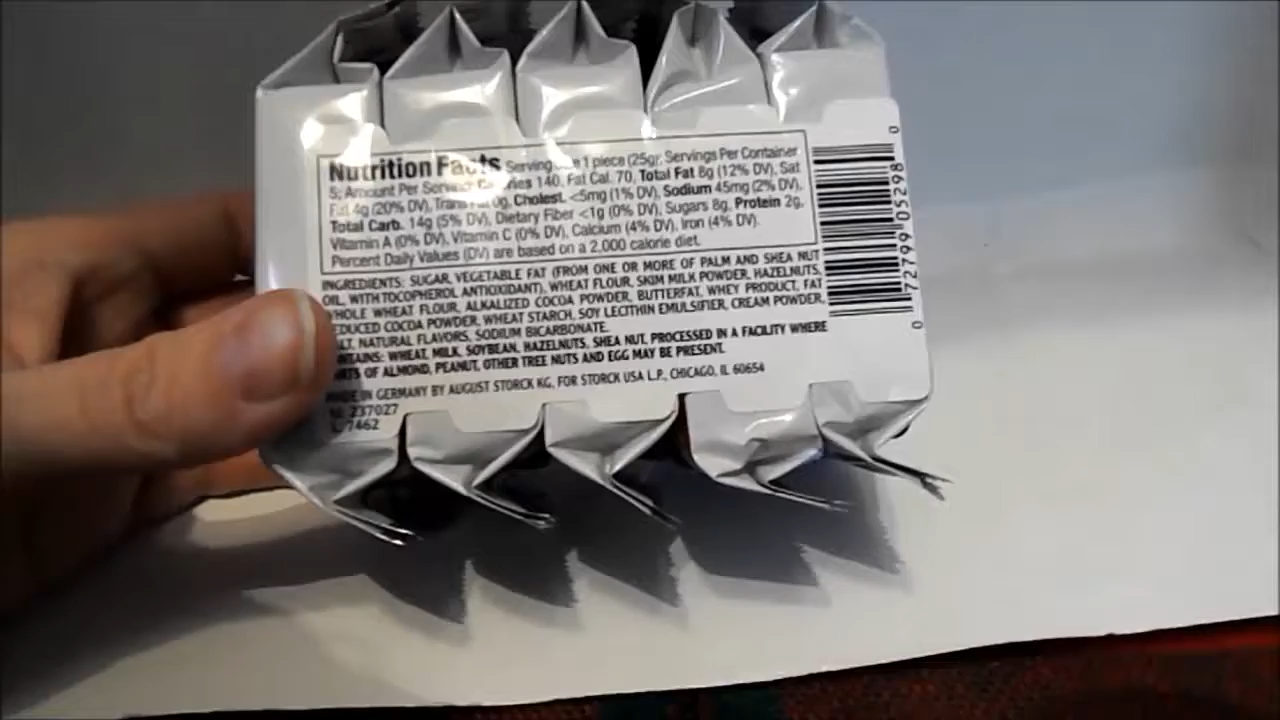 Nutrition Facts Serving 1 piece (25g), Servings Per Container
5; Amount Per Serving Calories 140, Fat Cal. 70, Total Fat 8g (12% DV), Sat
Fat 4g (20% DV), Trans Fat 0g, Cholest. <5mg (1% DV), Sodium 45mg (2% DV),
Total Carb. 14g (5% DV), Dietary Fiber <1g (0% DV), Sugars 8g, Protein 2g,
Vitamin A (0% DV), Vitamin C (0% DV), Calcium (4% DV), Iron (4% DV).
Percent Daily Values (DV) are based on a 2,000 calorie diet.
INGREDIENTS: SUGAR, VEGETABLE FAT (FROM ONE OR MORE OF PALM AND SHEA NUT
OIL, WITH TOCOPHEROL ANTIOXIDANT), WHEAT FLOUR, SKIM MILK POWDER, HAZELNUTS,
WHOLE WHEAT FLOUR, ALKALIZED COCOA POWDER, BUTTERFAT, WHEY PRODUCT, FAT
REDUCED COCOA POWDER, WHEAT STARCH, SOY LECITHIN EMULSIFIER, CREAM POWDER,
SALT, NATURAL FLAVORS, SODIUM BICARBONATE.
CONTAINS: WHEAT, MILK, SOYBEAN, HAZELNUTS, SHEA NUT. PROCESSED IN A FACILITY WHERE
PARTS OF ALMOND, PEANUT, OTHER TREE NUTS AND EGG MAY BE PRESENT.
MADE IN GERMANY BY AUGUST STORCK KG, FOR STORCK USA L.P., CHICAGO, IL 60654
237027
7462
0 72799 05298 0